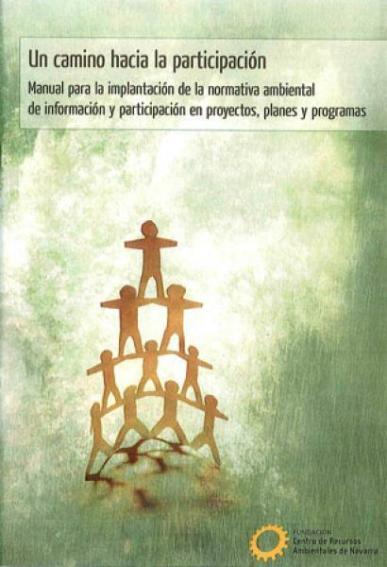 Un camino hacia la participación
Manual para la implantación de la normativa ambiental
de información y participación en proyectos, planes y programas
FUNDACIÓN
Centro de Recursos
Ambientales de Navarra